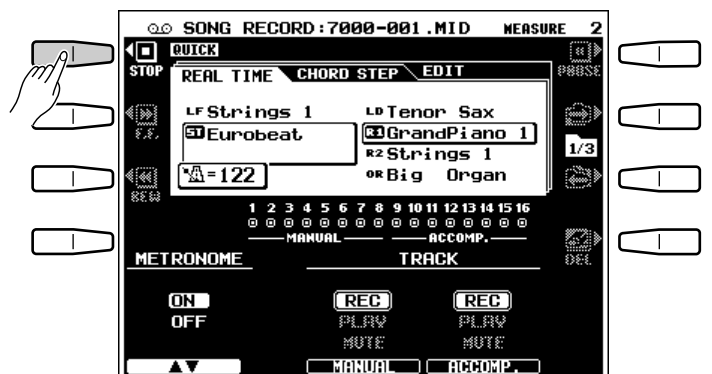 SONG RECORD:7000-001 .MID MEASURE 2
QUICK
STOP PAUSE
REAL TIME CHORD STEP EDIT
LF Strings 1 LD Tenor Sax
F.F. ST Eurobeat R1 GrandPiano 1
R2 Strings 1 1/3
=122 OR Big Organ
REW
1 2 3 4 5 6 7 8 9 10 11 12 13 14 15 16
MANUAL ACCOMP.
DEL
METRONOME TRACK
ON REC REC
OFF PLAY PLAY
MUTE MUTE
▲▼ MANUAL ACCOMP.